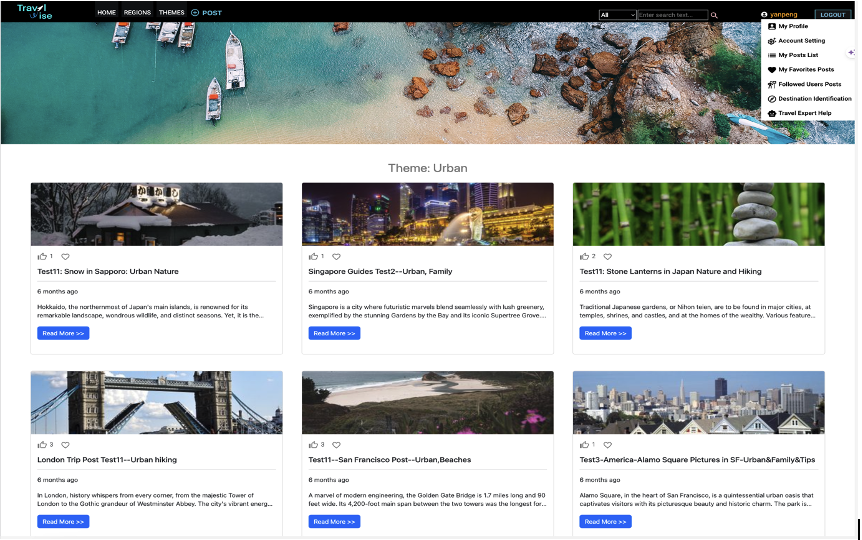 Travel
Wise
HOME REGIONS THEMES POST
All
Enter search text...
yanpeng
LOGOUT
My Profile
Account Setting
My Posts List
My Favorites Posts
Followed Users Posts
Destination Identification
Travel Expert Help
Theme: Urban
1
Test11: Snow in Sapporo: Urban Nature
6 months ago
Hokkaido, the northernmost of Japan's main islands, is renowned for its
remarkable landscape, wondrous wildlife, and distinct seasons. Yet, it is the...
Read More >>
1
Singapore Guides Test2--Urban, Family
6 months ago
Singapore is a city where futuristic marvels blend seamlessly with lush greenery,
exemplified by the stunning Gardens by the Bay and its iconic Supertree Grove....
Read More >>
2
Test11: Stone Lanterns in Japan Nature and Hiking
6 months ago
Traditional Japanese gardens, or Nihon teien, are to be found in major cities, at
temples, shrines, and castles, and at the homes of the wealthy. Various feature...
Read More >>
3
London Trip Post Test11--Urban hiking
6 months ago
In London, history whispers from every corner, from the majestic Tower of
London to the Gothic grandeur of Westminster Abbey. The city's vibrant energ...
Read More >>
3
Test11--San Francisco Post--Urban,Beaches
6 months ago
A marvel of modern engineering, the Golden Gate Bridge is 1.7 miles long and 90
feet wide. Its 4,200-foot main span between the two towers was the longest for...
Read More >>
1
Test3-America-Alamo Square Pictures in SF-Urban&Family&Tips
6 months ago
Alamo Square, in the heart of San Francisco, is a quintessential urban oasis that
captivates visitors with its picturesque beauty and historic charm. The park is...
Read More >>